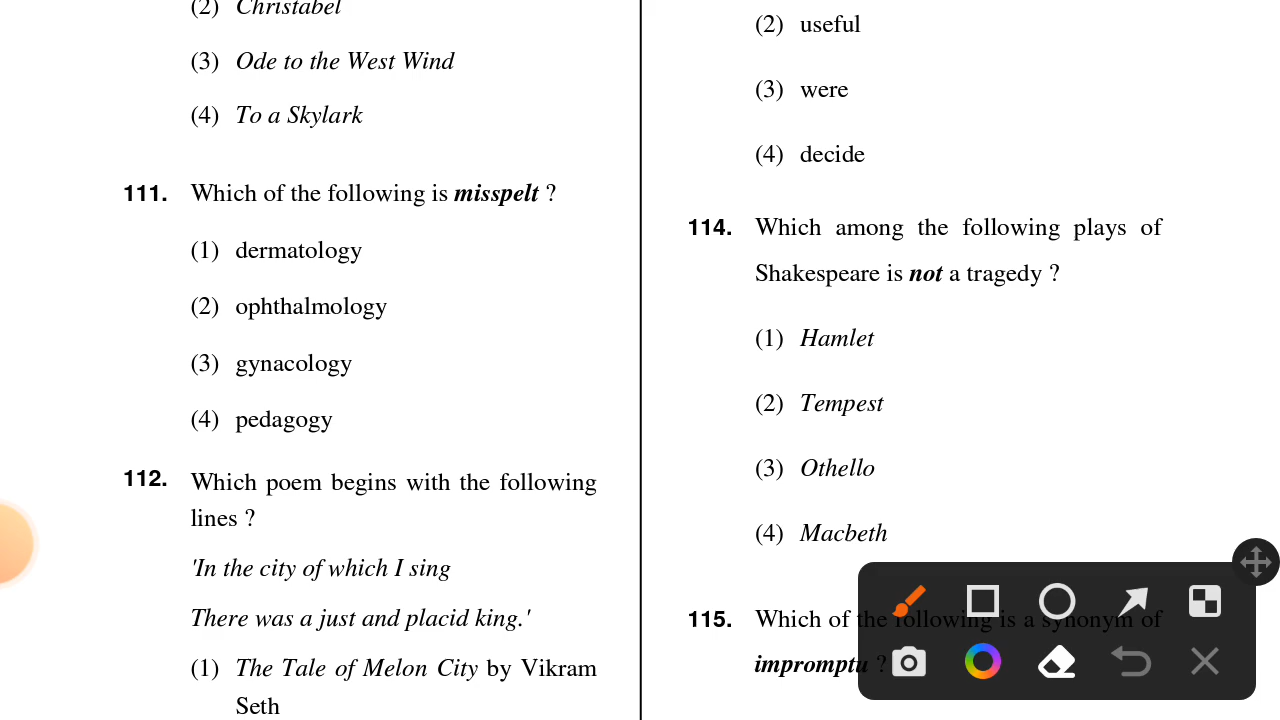 (2) Christabel
(3) Ode to the West Wind
(4) To a Skylark
111. Which of the following is misspelt ?
(1) dermatology
(2) ophthalmology
(3) gynacology
(4) pedagogy
112. Which poem begins with the following
lines ?
'In the city of which I sing
There was a just and placid king.'
(1) The Tale of Melon City by Vikram
Seth
(2) useful
(3) were
(4) decide
114. Which among the following plays of
Shakespeare is not a tragedy ?
(1) Hamlet
(2) Tempest
(3) Othello
(4) Macbeth
115. Which of the following is a synonym of
impromptu ?